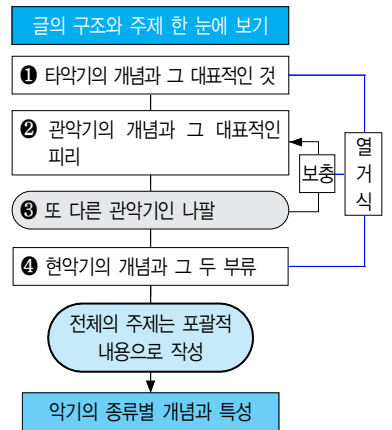 글의 구조와 주제 한 눈에 보기
❶ 타악기의 개념과 그 대표적인 것
❷ 관악기의 개념과 그 대표적인
피리
보충
열
거
식
❸ 또 다른 관악기인 나팔
❹ 현악기의 개념과 그 두 부류
전체의 주제는 포괄적
내용으로 작성
악기의 종류별 개념과 특성